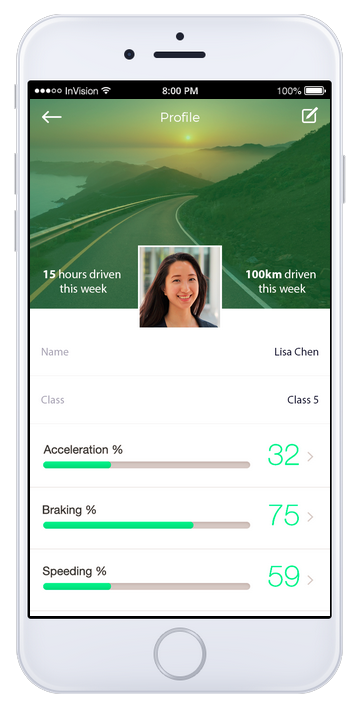 InVision
8:00 PM
100%
Profile
15 hours driven
this week
100km driven
this week
Name
Lisa Chen
Class
Class 5
Acceleration %
32
Braking %
75
Speeding %
59